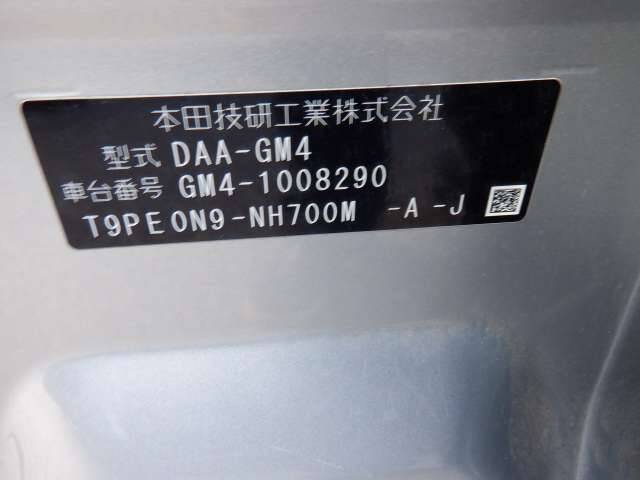 本田技研工業株式会社
型式 DAA-GM4
車台番号 GM4-1008290
T9PE0N9-NH700M -A -J